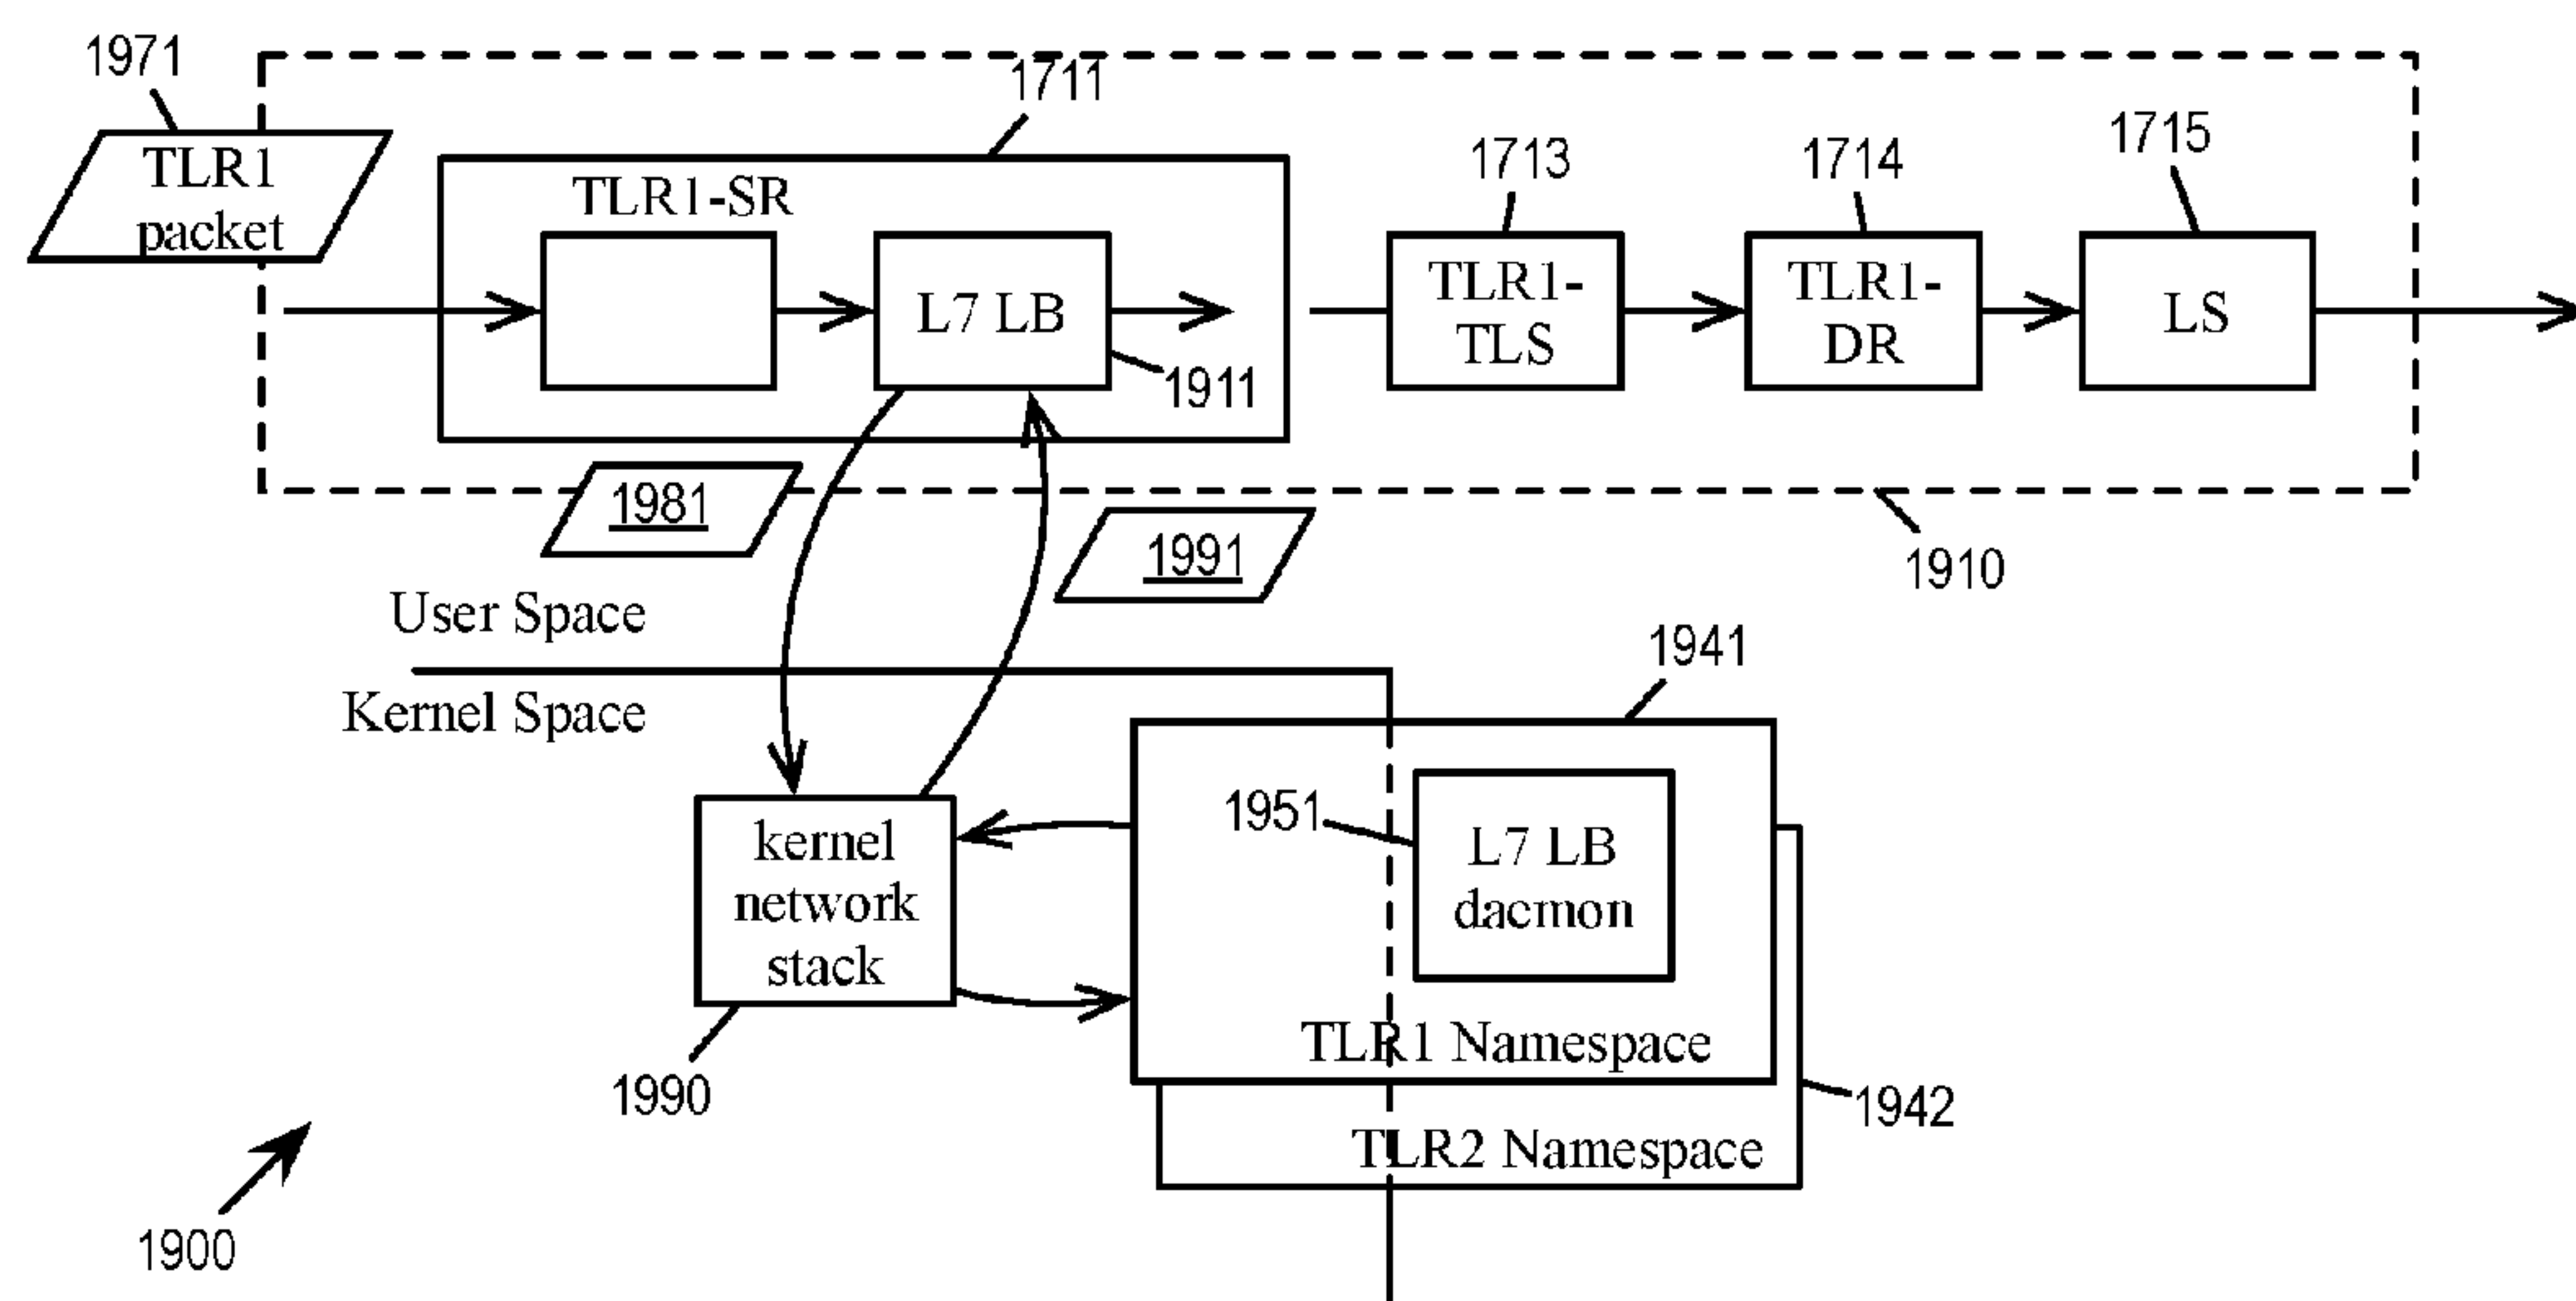 1971
1711
TLR1
packet
TLR1-SR
1713
1714
1715
L7 LB
TLR1-
TLS
TLR1-
DR
LS
1911
1981
1991
1910
User Space
Kernel Space
1941
1951
kernel
network
stack
L7 LB
dacmon
TLR1 Namespace
1990
1942
TLR2 Namespace
1900